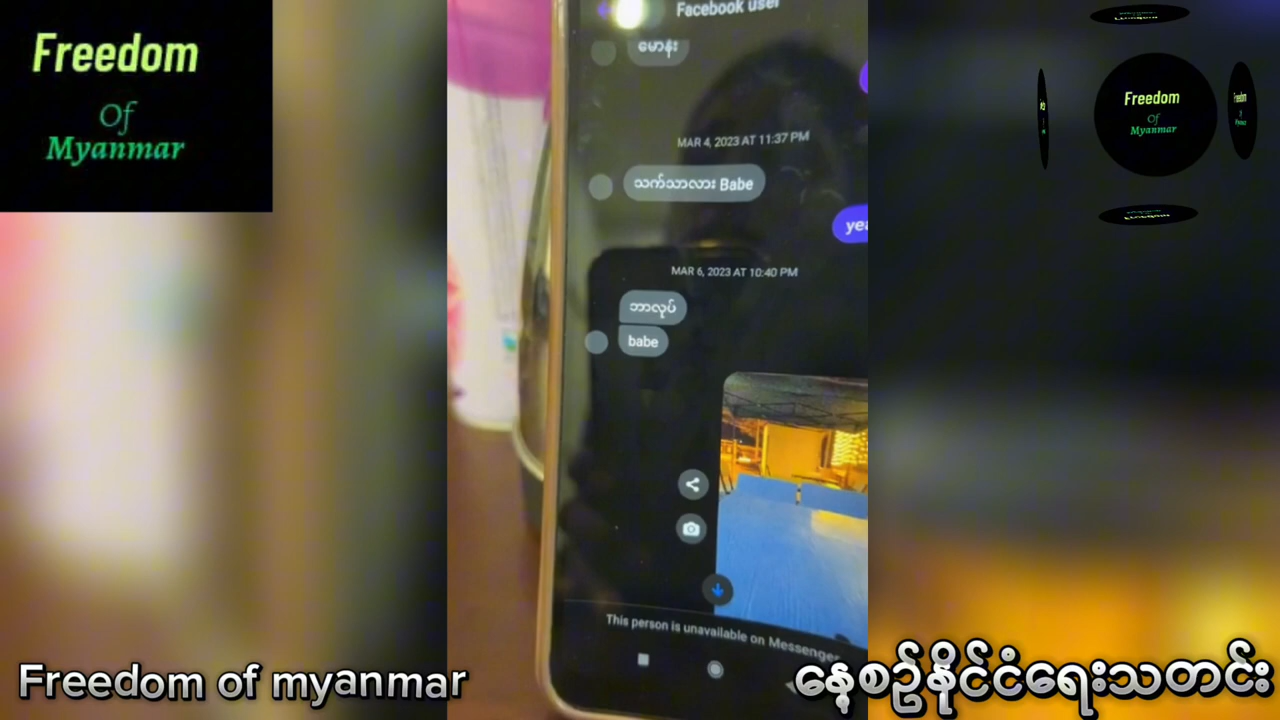 Freedom
Of
Myanmar
Facebook user
မောန်း
MAR 4, 2023 AT 11:37 PM
သက်သာလား Babe
MAR 6, 2023 AT 10:40 PM
ဘာလုပ်
babe
This person is unavailable on Messenger
Freedom
Of
Myanmar
Freedom of myanmar
နေ့စဥ်နိုင်ငံရေးသတင်း